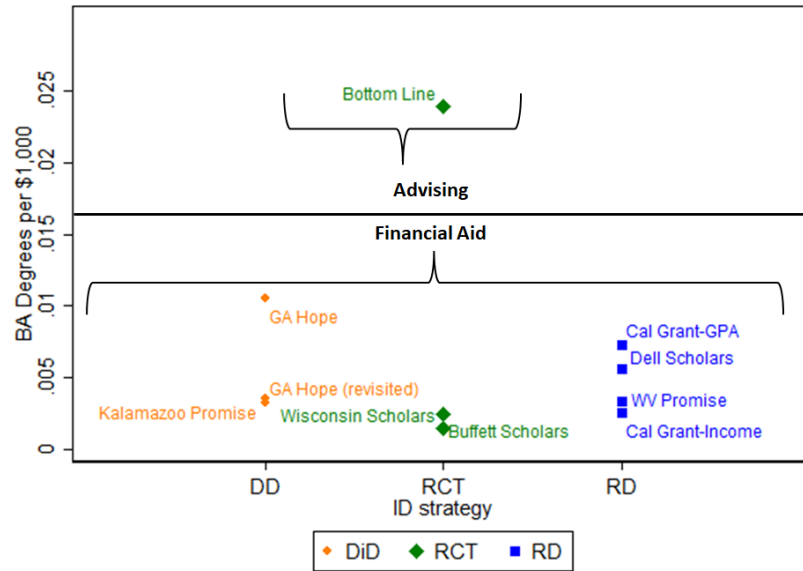 BA Degrees per $1,000
.025
.02
.015
.01
.005
0
Bottom Line
Advising
Financial Aid
GA Hope
Cal Grant-GPA
Dell Scholars
GA Hope (revisited)
Kalamazoo Promise
Wisconsin Scholars
Buffett Scholars
WV Promise
Cal Grant-Income
DD
RCT
RD
ID strategy
DiD
RCT
RD